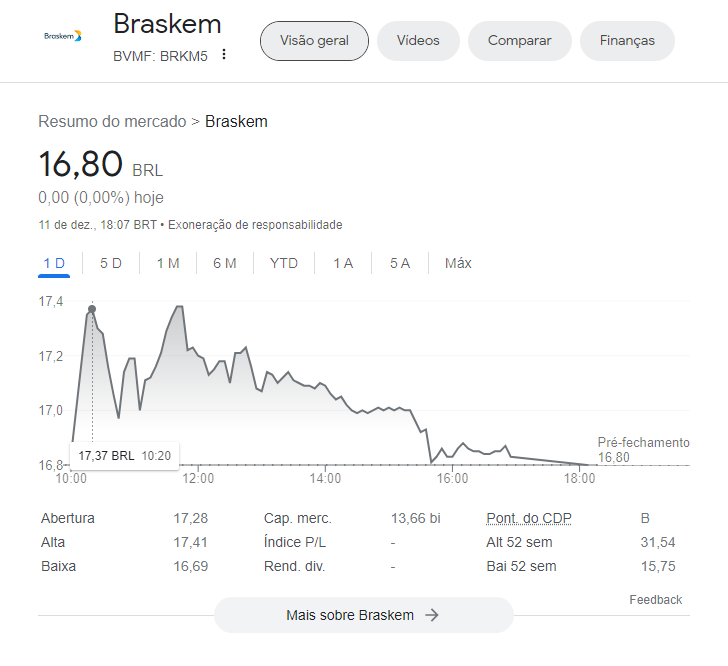 Braskem
Braskem
BVMF: BRKM5
Visão geral
Vídeos
Comparar
Finanças
Resumo do mercado > Braskem
16,80 BRL
0,00 (0,00%) hoje
11 de dez., 18:07 BRT • Exoneração de responsabilidade
1 D
5 D
1 M
6 M
YTD
1 A
5 A
Máx
17,4
17,2
17,0
16,8
17,37 BRL 10:20
Pré-fechamento
16,80
10:00 12:00 14:00 16:00 18:00
Abertura 17,28 Cap. merc. 13,66 bi Pont. do CDP B
Alta 17,41 Índice P/L - Alt 52 sem 31,54
Baixa 16,69 Rend. div. - Bai 52 sem 15,75
Feedback
Mais sobre Braskem →